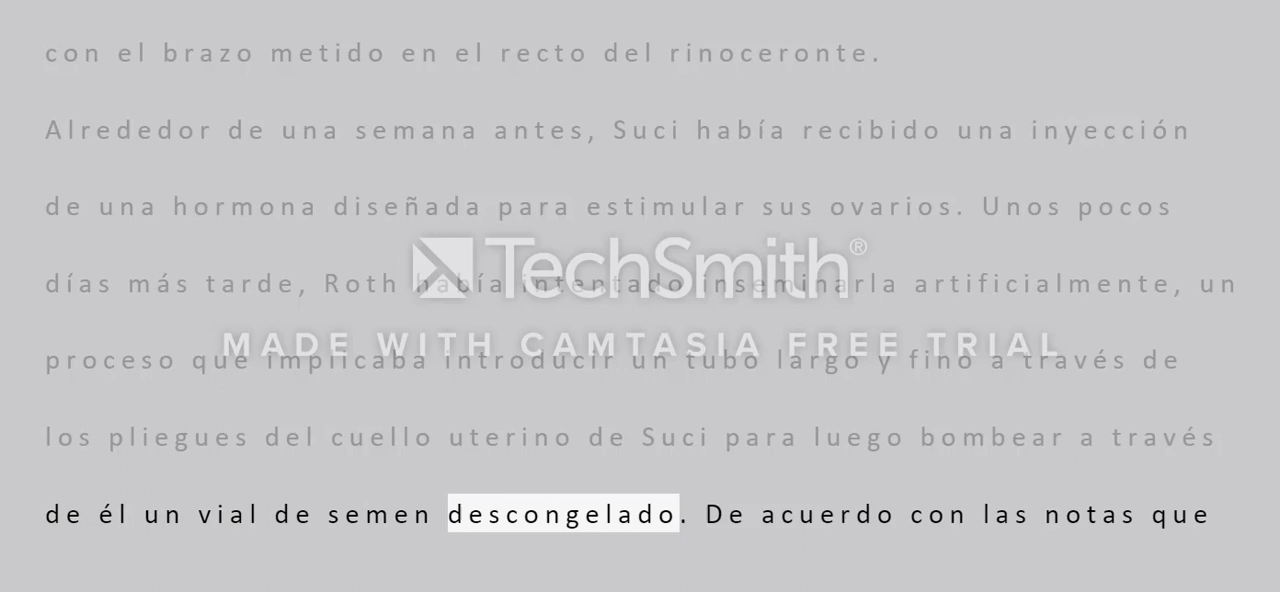 con el brazo metido en el recto del rinoceronte.
Alrededor de una semana antes, Suci había recibido una inyección
de una hormona diseñada para estimular sus ovarios. Unos pocos
TechSmith®
días más tarde, Roth había intentado inseminarla artificialmente, un
MADE WITH CAMTASIA FREE TRIAL
proceso que implicaba introducir un tubo largo y fino a través de
los pliegues del cuello uterino de Suci para luego bombear a través
de él un vial de semen descongelado. De acuerdo con las notas que